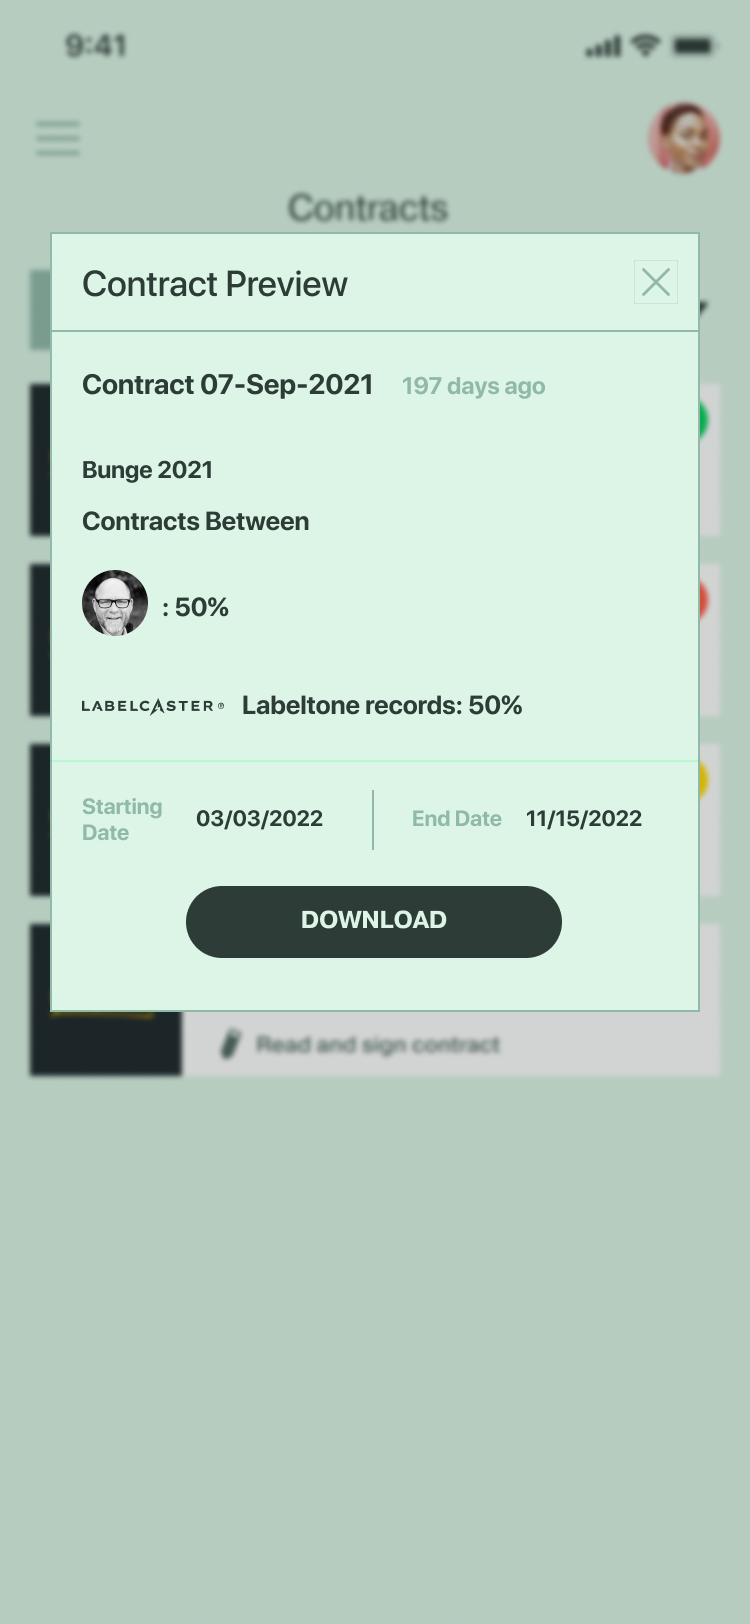 9:41
Contracts
Contract Preview
Contract 07-Sep-2021 197 days ago
Bunge 2021
Contracts Between
: 50%
LABELCASTER® Labeltone records: 50%
Starting Date 03/03/2022 End Date 11/15/2022
DOWNLOAD
Read and sign contract